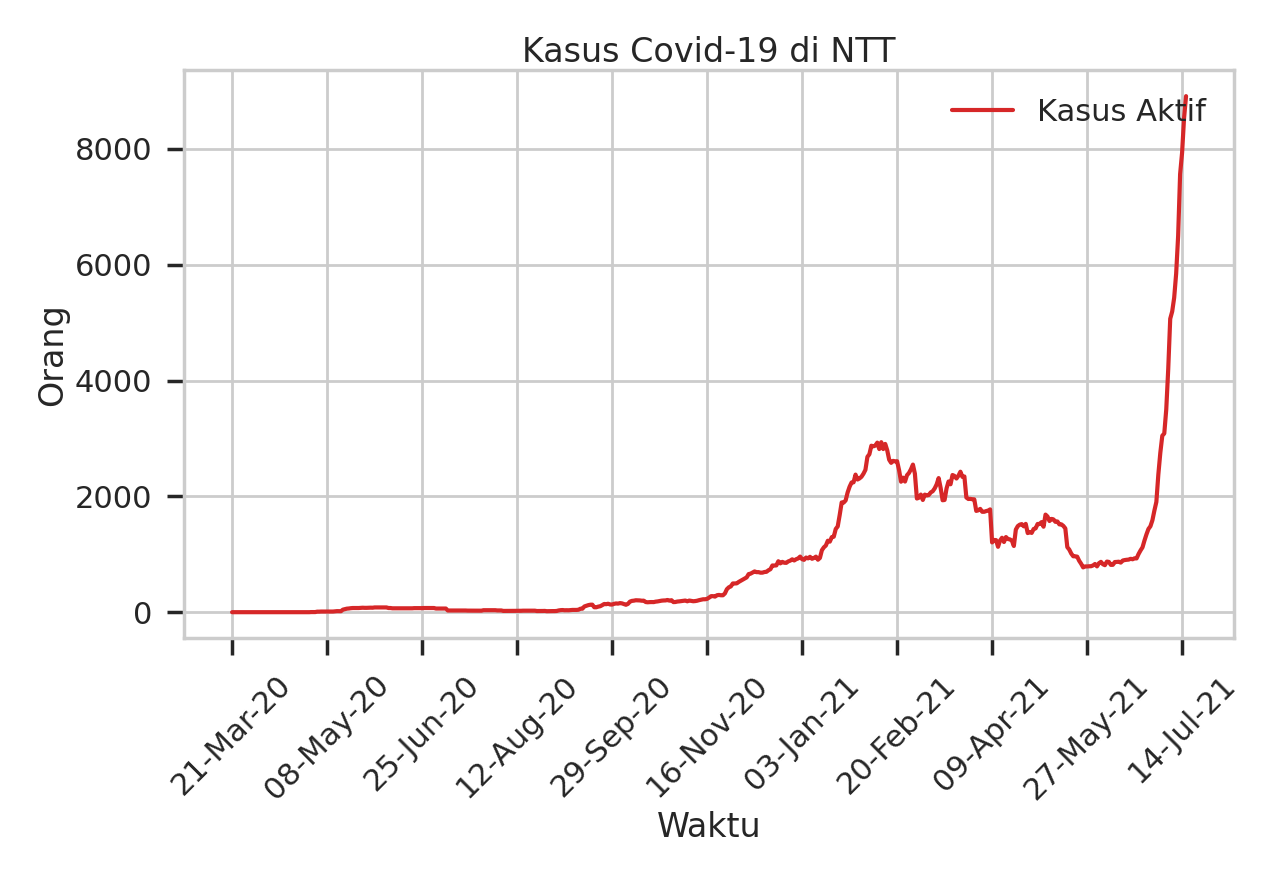 Kasus Covid-19 di NTT
Kasus Aktif
8000
6000
4000
2000
0
Orang
21-Mar-20
08-May-20
25-Jun-20
12-Aug-20
29-Sep-20
16-Nov-20
03-Jan-21
20-Feb-21
09-Apr-21
27-May-21
14-Jul-21
Waktu